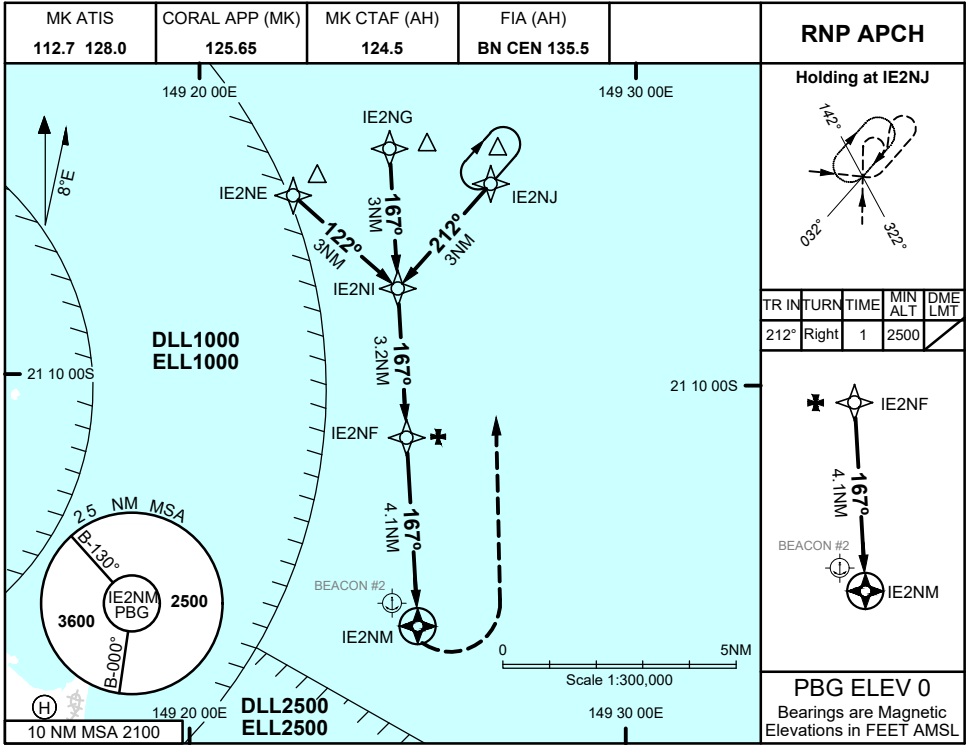 MK ATIS
112.7 128.0
CORAL APP (MK)
125.65
MK CTAF (AH)
124.5
FIA (AH)
BN CEN 135.5
RNP APCH
149 20 00E
149 30 00E
8°E
IE2NG
IE2NE
IE2NJ
122º
3NM
167º
3NM
212º
3NM
IE2NI
DLL1000
ELL1000
167º
3.2NM
21 10 00S
21 10 00S
IE2NF
167º
4.1NM
BEACON #2
IE2NM
25 NM MSA
B-130°
IE2NM
PBG
3600
2500
B-000°
0
5NM
Scale 1:300,000
H
149 20 00E
149 30 00E
DLL2500
ELL2500
10 NM MSA 2100
Holding at IE2NJ
142°
032°
322°
TR IN TURN TIME MIN ALT DME LMT
212° Right 1 2500
IE2NF
167º
4.1NM
BEACON #2
IE2NM
PBG ELEV 0
Bearings are Magnetic
Elevations in FEET AMSL